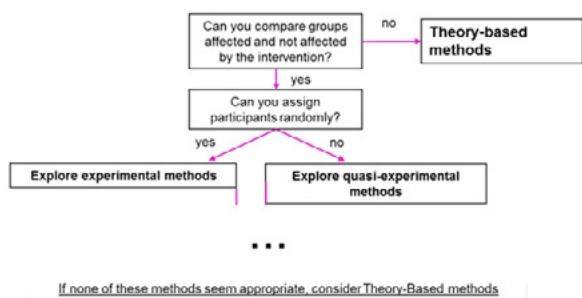 Can you compare groups
affected and not affected
by the intervention?
no
Theory-based
methods
yes
Can you assign
participants randomly?
yes
no
Explore experimental methods
Explore quasi-experimental
methods
...
If none of these methods seem appropriate, consider Theory-Based methods